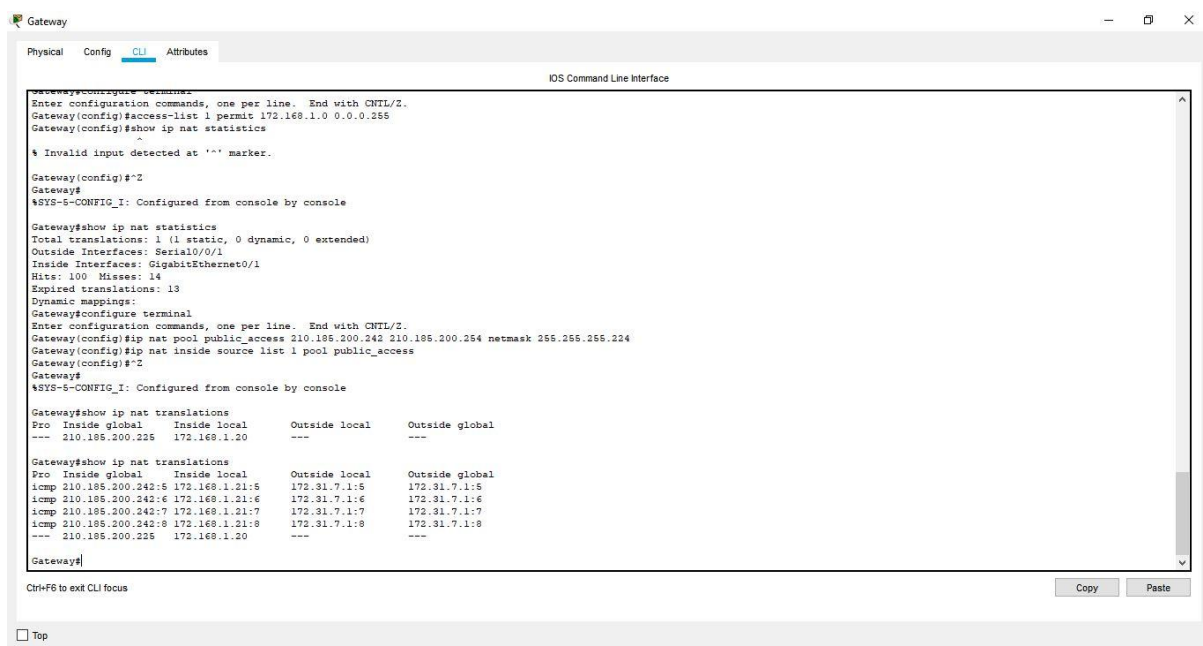 Gateway
Physical Config CLI Attributes
IOS Command Line Interface
Gateway#configure terminal
Enter configuration commands, one per line. End with CNTL/Z.
Gateway(config)#access-list 1 permit 172.168.1.0 0.0.0.255
Gateway(config)#show ip nat statistics
^
% Invalid input detected at '^' marker.
Gateway(config)#^Z
Gateway#
%SYS-5-CONFIG_I: Configured from console by console
Gateway#show ip nat statistics
Total translations: 1 (1 static, 0 dynamic, 0 extended)
Outside Interfaces: Serial0/0/1
Inside Interfaces: GigabitEthernet0/1
Hits: 100 Misses: 14
Expired translations: 13
Dynamic mappings:
Gateway#configure terminal
Enter configuration commands, one per line. End with CNTL/Z.
Gateway(config)#ip nat pool public_access 210.185.200.242 210.185.200.254 netmask 255.255.255.224
Gateway(config)#ip nat inside source list 1 pool public_access
Gateway(config)#^Z
Gateway#
%SYS-5-CONFIG_I: Configured from console by console
Gateway#show ip nat translations
Pro Inside global Inside local Outside local Outside global
--- 210.185.200.225 172.168.1.20 --- ---
Gateway#show ip nat translations
Pro Inside global Inside local Outside local Outside global
icmp 210.185.200.242:5 172.168.1.21:5 172.31.7.1:5 172.31.7.1:5
icmp 210.185.200.242:6 172.168.1.21:6 172.31.7.1:6 172.31.7.1:6
icmp 210.185.200.242:7 172.168.1.21:7 172.31.7.1:7 172.31.7.1:7
icmp 210.185.200.242:8 172.168.1.21:8 172.31.7.1:8 172.31.7.1:8
--- 210.185.200.225 172.168.1.20 --- ---
Gateway#
Ctrl+F6 to exit CLI focus
Copy Paste
Top